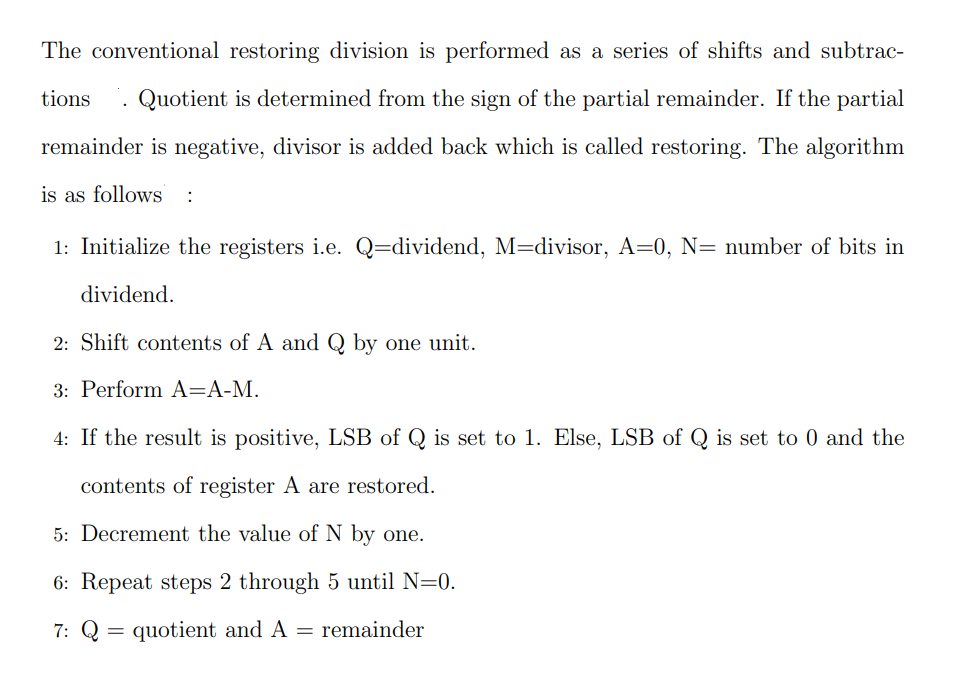 The conventional restoring division is performed as a series of shifts and subtrac-
tions . Quotient is determined from the sign of the partial remainder. If the partial
remainder is negative, divisor is added back which is called restoring. The algorithm
is as follows :
1: Initialize the registers i.e. Q=dividend, M=divisor, A=0, N= number of bits in
dividend.
2: Shift contents of A and Q by one unit.
3: Perform A=A-M.
4: If the result is positive, LSB of Q is set to 1. Else, LSB of Q is set to 0 and the
contents of register A are restored.
5: Decrement the value of N by one.
6: Repeat steps 2 through 5 until N=0.
7: Q = quotient and A = remainder